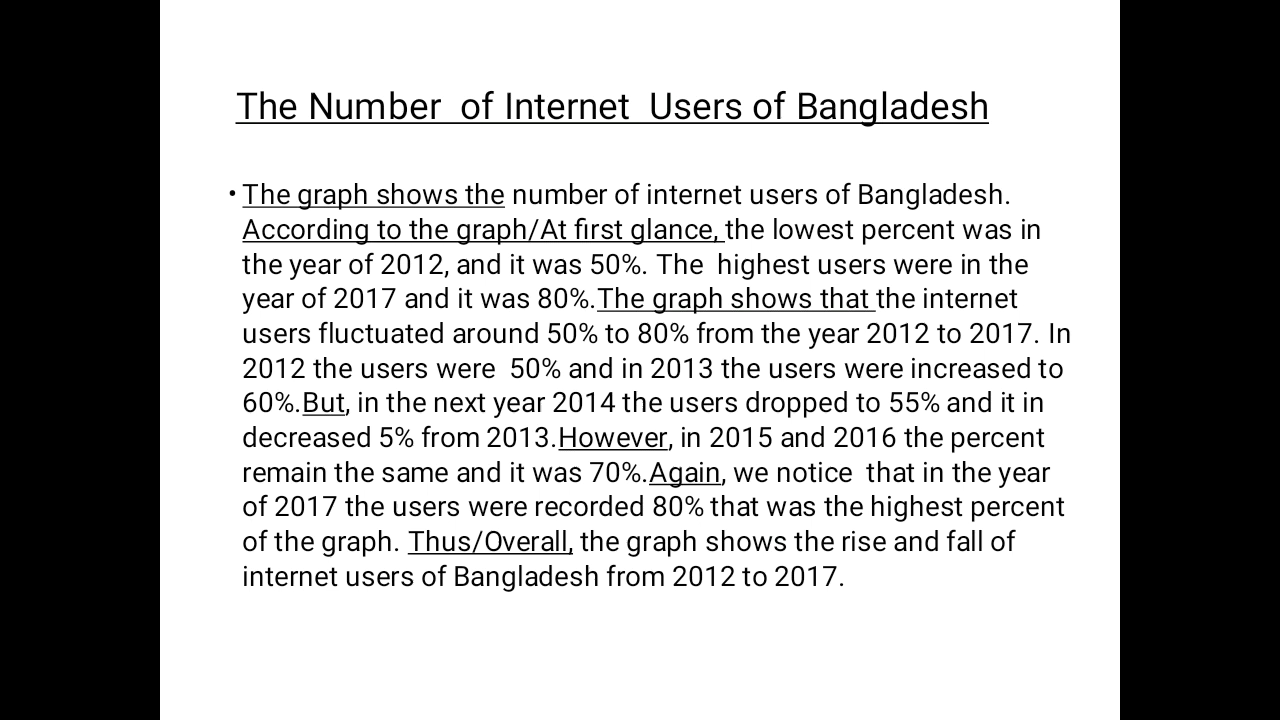 The Number  of Internet  Users of Bangladesh
• The graph shows the number of internet users of Bangladesh.
According to the graph/At first glance, the lowest percent was in
the year of 2012, and it was 50%. The  highest users were in the
year of 2017 and it was 80%.The graph shows that the internet
users fluctuated around 50% to 80% from the year 2012 to 2017. In
2012 the users were  50% and in 2013 the users were increased to
60%.But, in the next year 2014 the users dropped to 55% and it in
decreased 5% from 2013.However, in 2015 and 2016 the percent
remain the same and it was 70%.Again, we notice  that in the year
of 2017 the users were recorded 80% that was the highest percent
of the graph. Thus/Overall, the graph shows the rise and fall of
internet users of Bangladesh from 2012 to 2017.